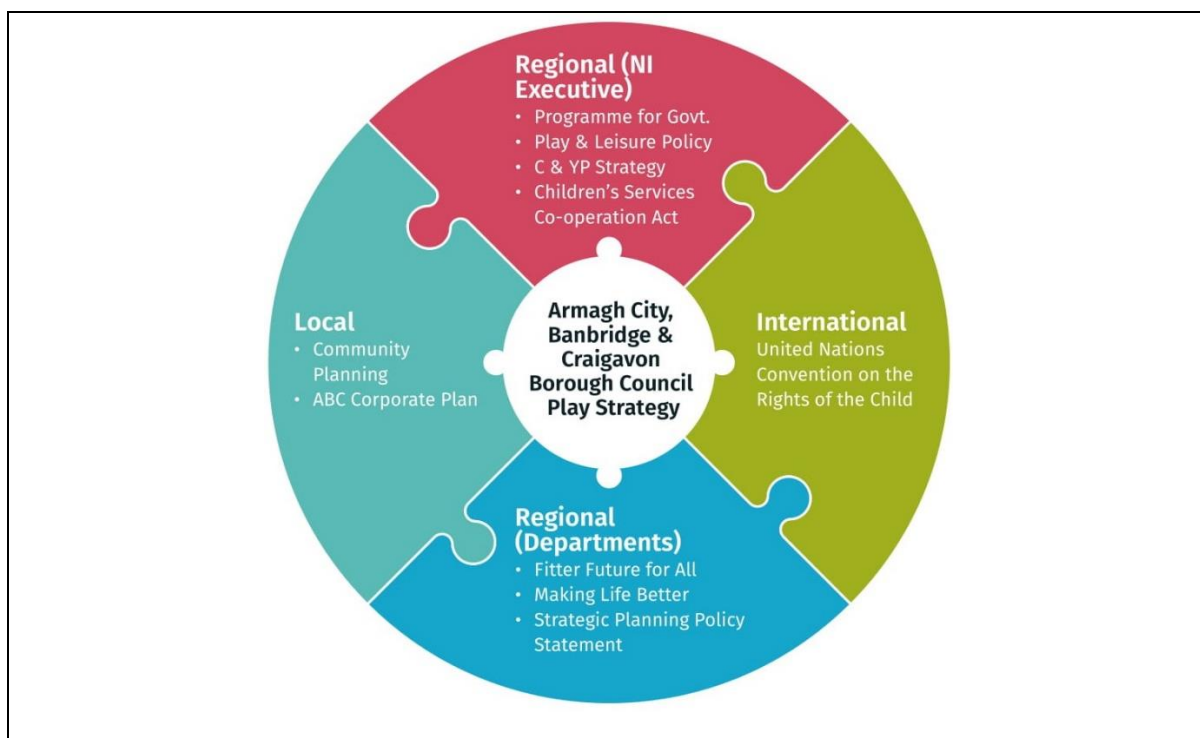 Regional (NI
Executive)
• Programme for Govt.
• Play & Leisure Policy
• C & YP Strategy
• Children’s Services
Co-operation Act
Local
• Community
Planning
• ABC Corporate Plan
Armagh City,
Banbridge &
Craigavon
Borough Council
Play Strategy
International
United Nations
Convention on the
Rights of the Child
Regional
(Departments)
• Fitter Future for All
• Making Life Better
• Strategic Planning Policy
Statement